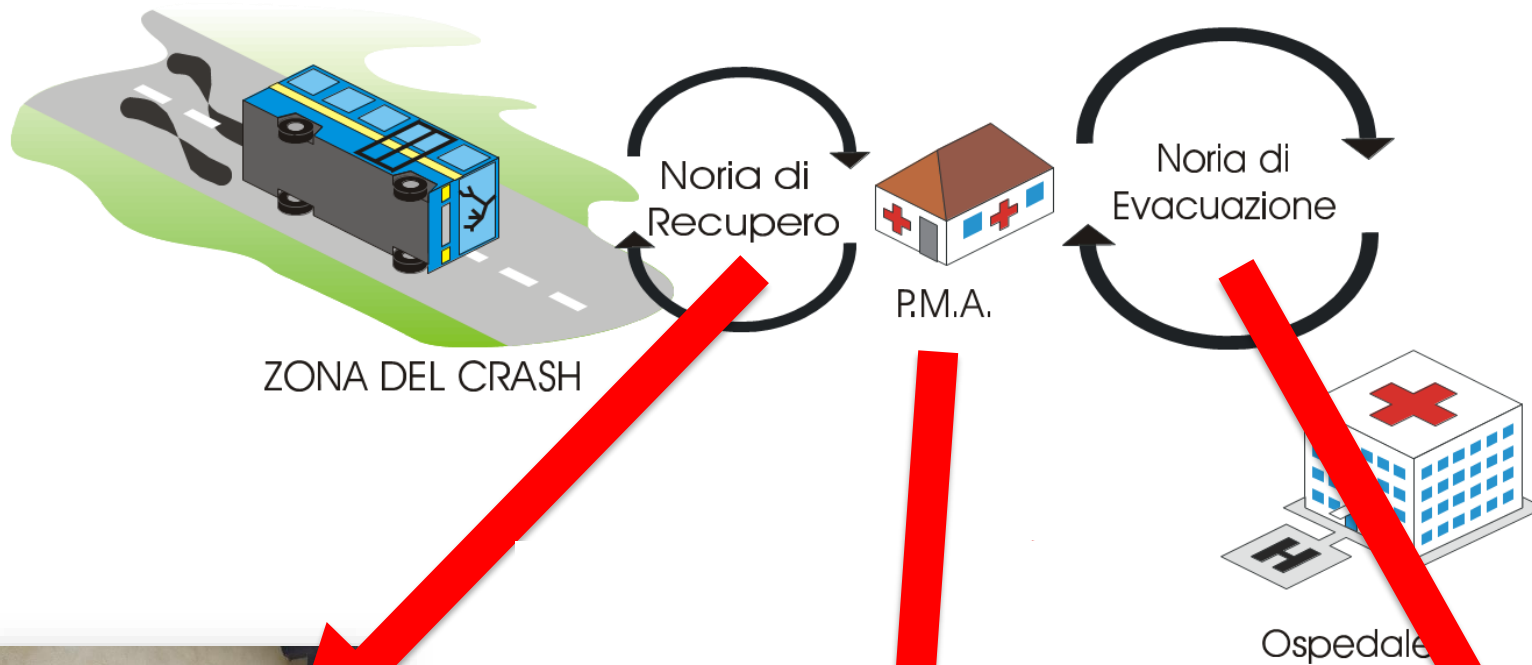 Noria di
Recupero
Noria di
Evacuazione
P.M.A.
ZONA DEL CRASH
H
Ospedale